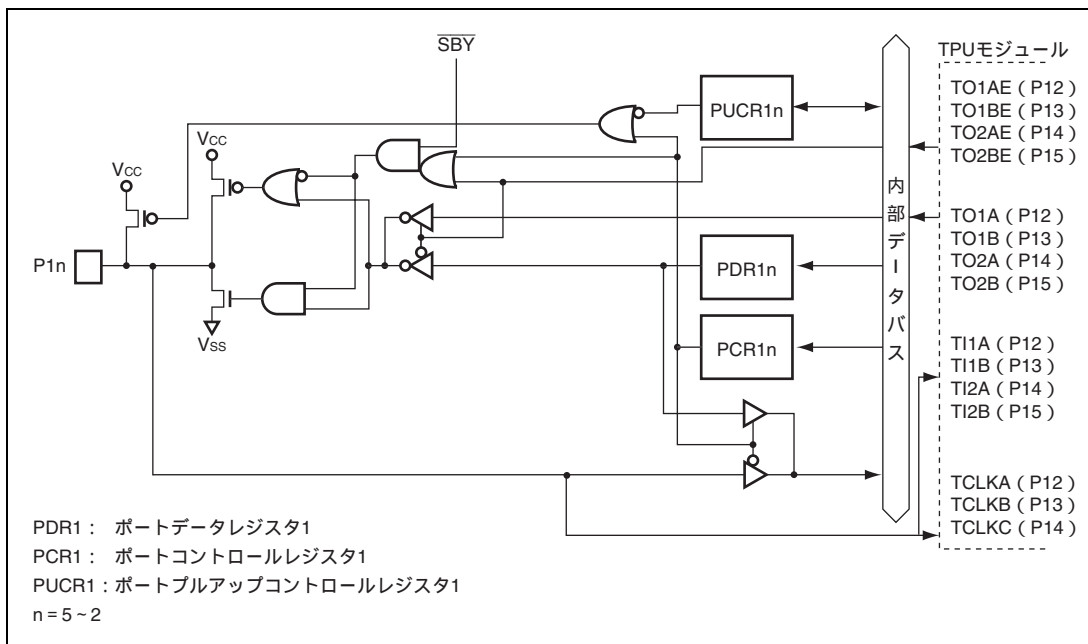 SBY
TPUモジュール
TO1AE(P12)
TO1BE(P13)
TO2AE(P14)
TO2BE(P15)
PUCR1n
VCC
VCC
内部データバス
TO1A(P12)
TO1B(P13)
TO2A(P14)
TO2B(P15)
P1n
PDR1n
VSS
PCR1n
TI1A(P12)
TI1B(P13)
TI2A(P14)
TI2B(P15)
TCLKA(P12)
TCLKB(P13)
TCLKC(P14)
PDR1: ポートデータレジスタ1
PCR1: ポートコントロールレジスタ1
PUCR1:ポートプルアップコントロールレジスタ1
n=5~2